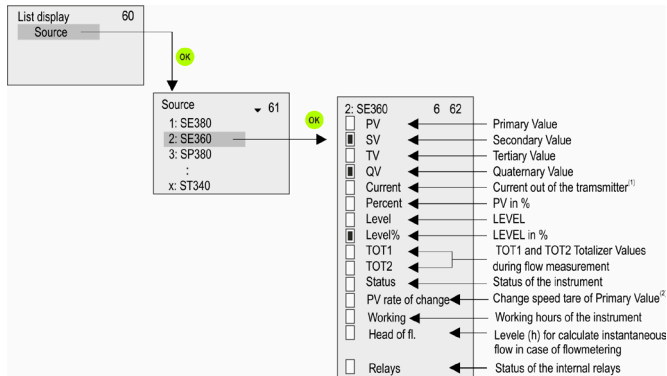 List display 60
Source
OK
Source 61
1: SE380
2: SE360
3: SP380
:
x: ST340
OK
2: SE360 6 62
PV Primary Value
SV Secondary Value
TV Tertiary Value
QV Quaternary Value
Current Current out of the transmitter(1)
Percent PV in %
Level LEVEL
Level% LEVEL in %
TOT1 TOT1 and TOT2 Totalizer Values
TOT2 during flow measurement
Status Status of the instrument
PV rate of change Change speed tare of Primary Value(2)
Working Working hours of the instrument
Head of fl. Levele (h) for calculate instantaneous
flow in case of flowmetering
Relays Status of the internal relays